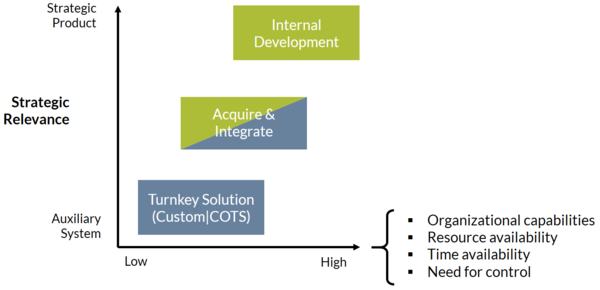 Strategic
Product
Internal
Development
Strategic
Relevance
Acquire &
Integrate
Turnkey Solution
(Custom|COTS)
Auxiliary
System
Low
High
▪ Organizational capabilities
▪ Resource availability
▪ Time availability
▪ Need for control